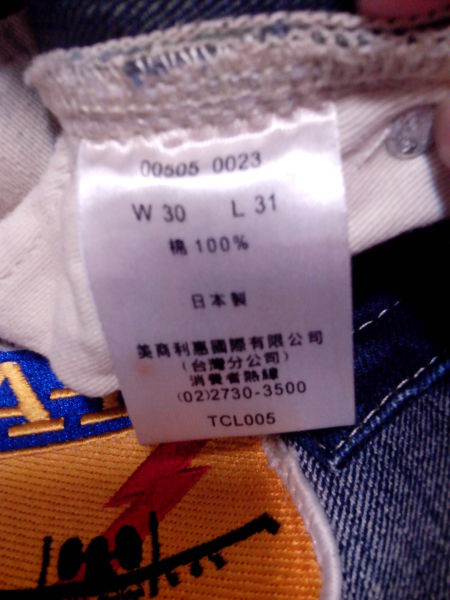 00505 0023
W 30 L 31
棉 100%
日本製
美商利惠國際有限公司
(台灣分公司)
消費者熱線
(02)2730-3500
TCL005